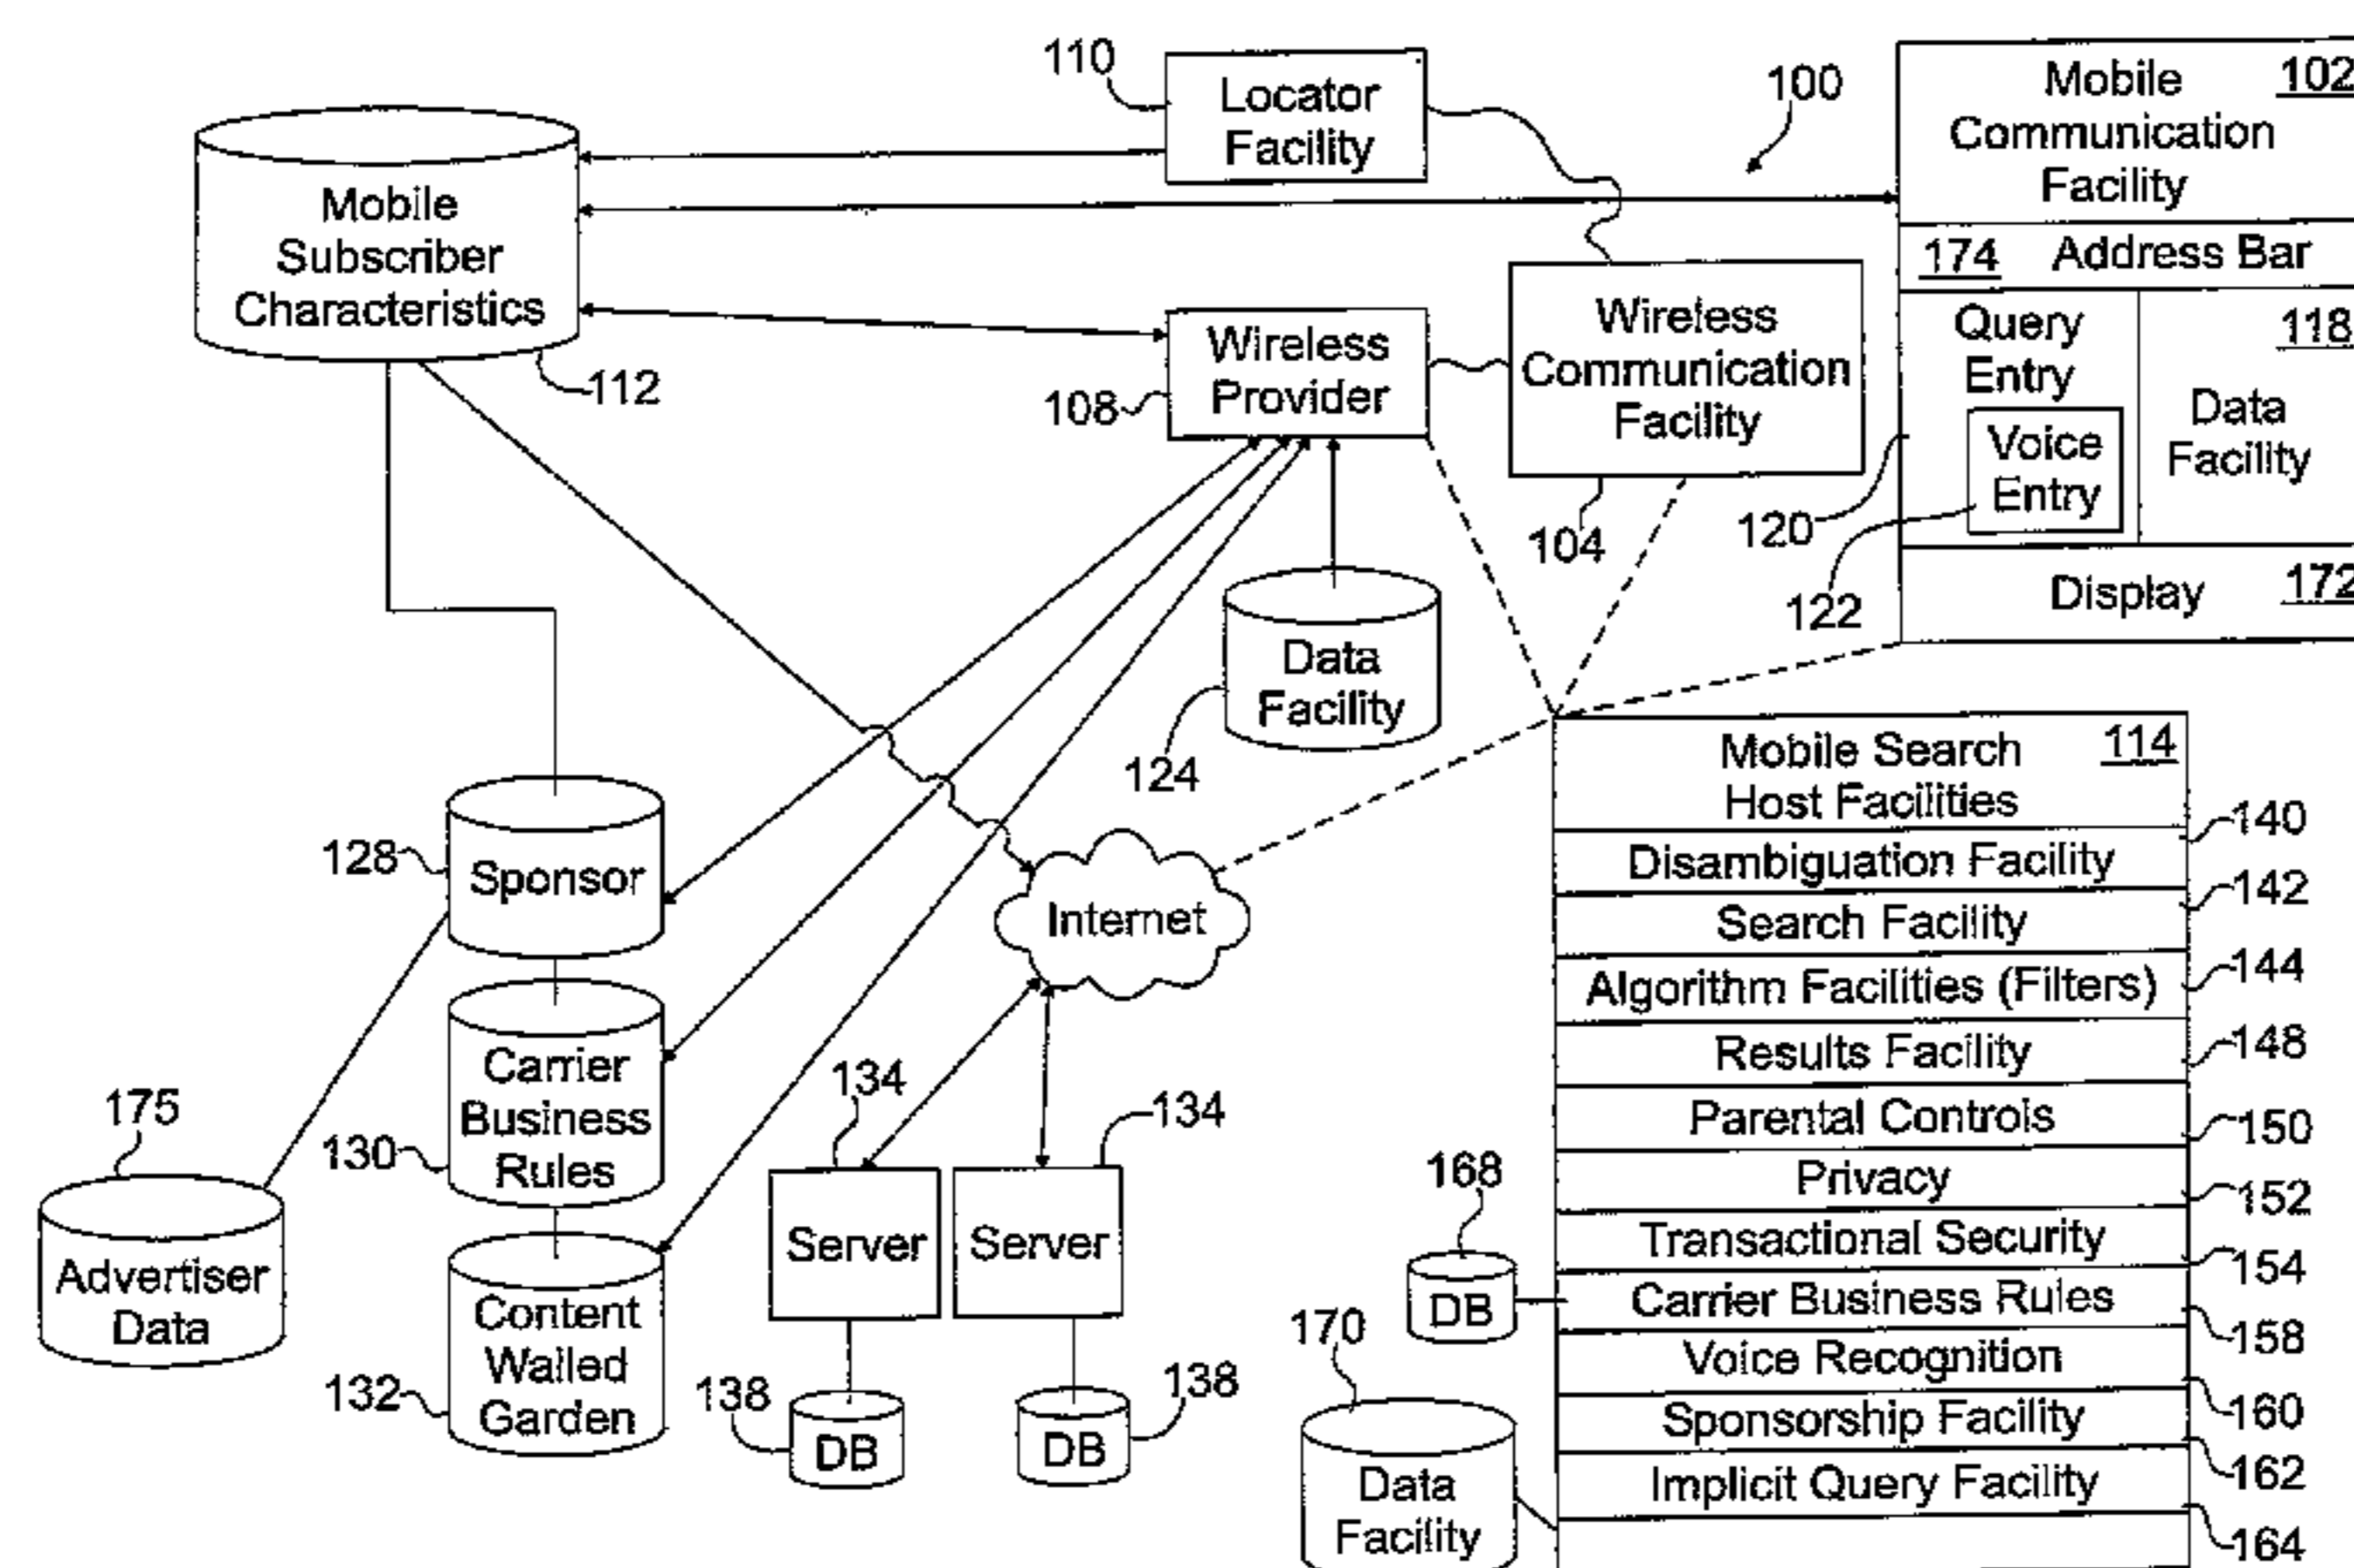 110
Locator
Facility
100
Mobile
Communication
Facility
102
174
Address Bar
Query
Entry
Voice
Entry
118
Data
Facility
120
122
Display
172
Mobile
Subscriber
Characteristics
112
Wireless
Provider
108
Wireless
Communication
Facility
104
Data
Facility
124
Mobile Search
Host Facilities
114
140
Disambiguation Facility
142
Search Facility
144
Algorithm Facilities (Filters)
148
Results Facility
150
Parental Controls
152
Privacy
154
Transactional Security
158
Carrier Business Rules
160
Voice Recognition
162
Sponsorship Facility
164
Implicit Query Facility
128
Sponsor
Internet
175
Advertiser
Data
130
Carrier
Business
Rules
132
Content
Walled
Garden
134
Server
134
Server
138
DB
138
DB
168
DB
170
Data
Facility